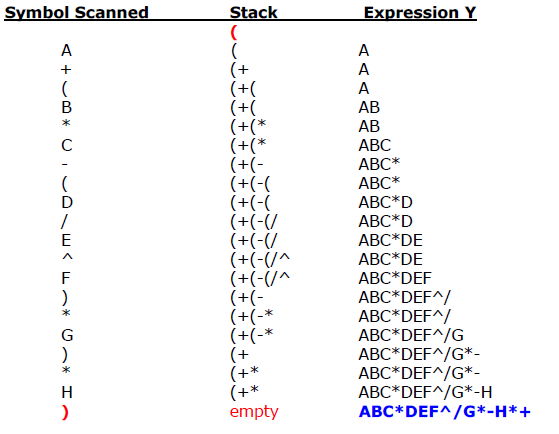 Symbol Scanned Stack Expression Y
(
A ( A
+ (+ A
( (+( A
B (+( AB
* (+(* AB
C (+(* ABC
- (+(- ABC*
( (+(-( ABC*
D (+(-( ABC*D
/ (+(-(/ ABC*D
E (+(-(/ ABC*DE
^ (+(-(/^ ABC*DE
F (+(-(/^ ABC*DEF
) (+(- ABC*DEF^/
* (+(-* ABC*DEF^/
G (+(-* ABC*DEF^/G
) (+ ABC*DEF^/G*-
* (+* ABC*DEF^/G*-
H (+* ABC*DEF^/G*-H
) empty ABC*DEF^/G*-H*+